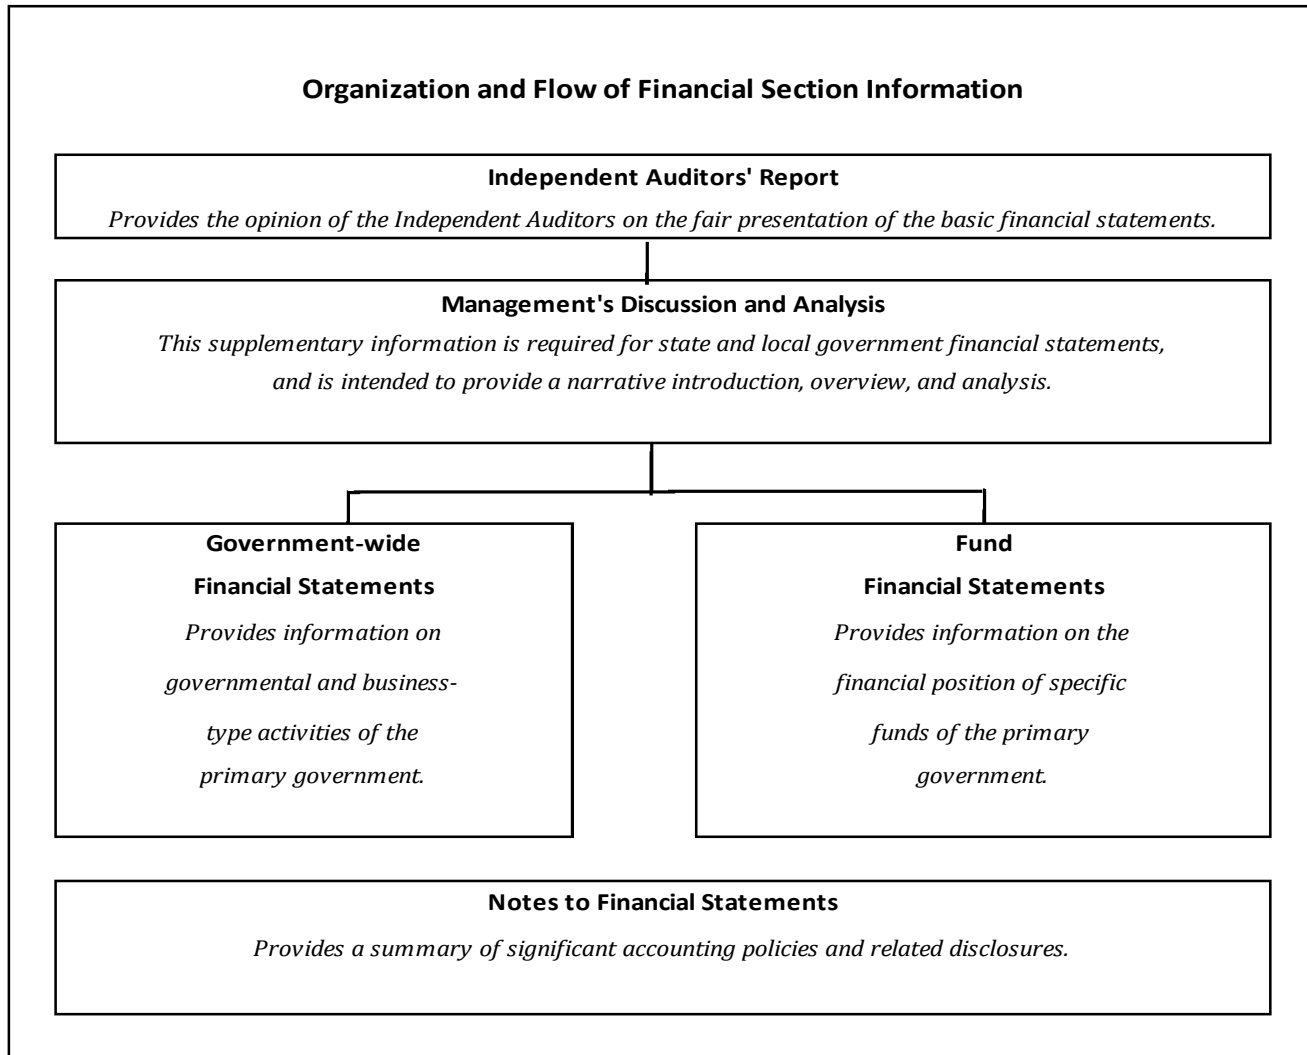 Organization and Flow of Financial Section Information
Independent Auditors' Report
Provides the opinion of the Independent Auditors on the fair presentation of the basic financial statements.
Management's Discussion and Analysis
This supplementary information is required for state and local government financial statements,
and is intended to provide a narrative introduction, overview, and analysis.
Government-wide
Financial Statements
Provides information on
governmental and business-
type activities of the
primary government.
Fund
Financial Statements
Provides information on the
financial position of specific
funds of the primary
government.
Notes to Financial Statements
Provides a summary of significant accounting policies and related disclosures.